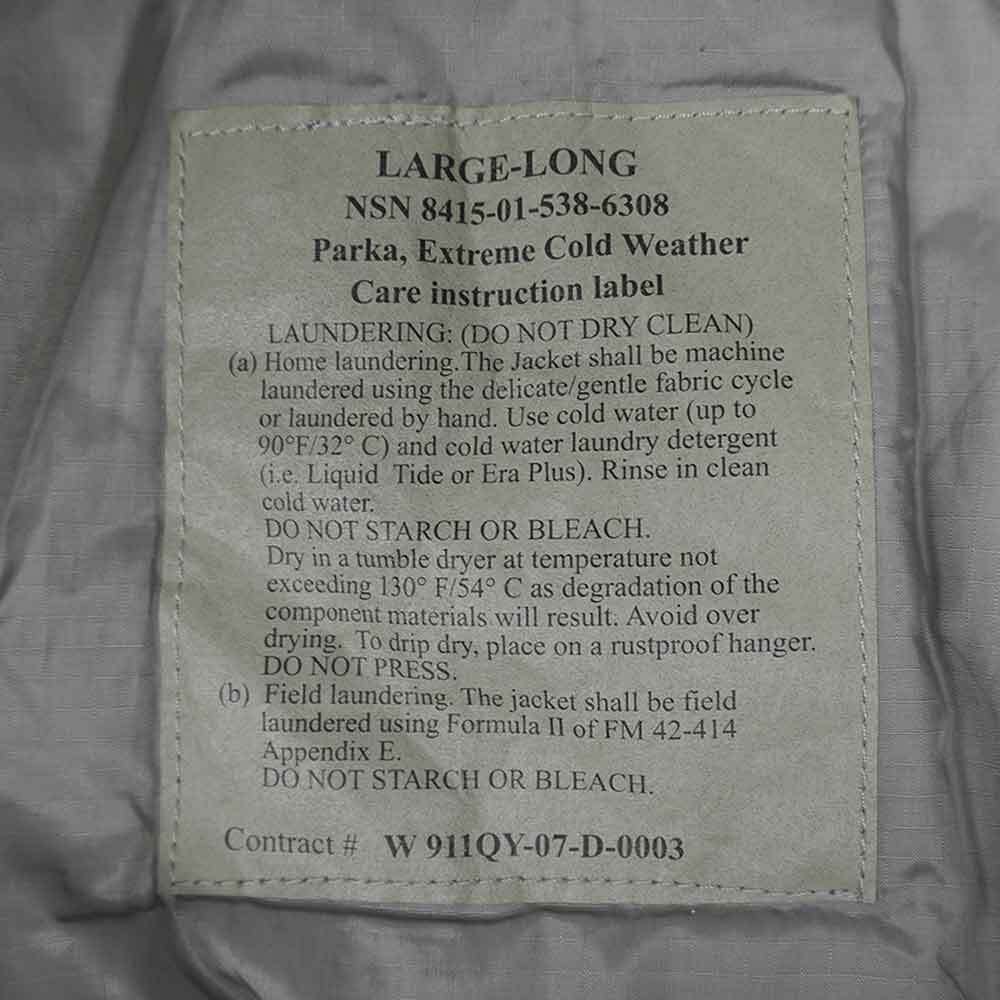 LARGE-LONG
NSN 8415-01-538-6308
Parka, Extreme Cold Weather
Care instruction label
LAUNDERING: (DO NOT DRY CLEAN)
(a) Home laundering.The Jacket shall be machine
laundered using the delicate/gentle fabric cycle
or laundered by hand. Use cold water (up to
90°F/32° C) and cold water laundry detergent
(i.e. Liquid Tide or Era Plus). Rinse in clean
cold water.
DO NOT STARCH OR BLEACH.
Dry in a tumble dryer at temperature not
exceeding 130° F/54° C as degradation of the
component materials will result. Avoid over
drying. To drip dry, place on a rustproof hanger.
DO NOT PRESS.
(b) Field laundering. The jacket shall be field
laundered using Formula II of FM 42-414
Appendix E.
DO NOT STARCH OR BLEACH.
Contract # W 911QY-07-D-0003